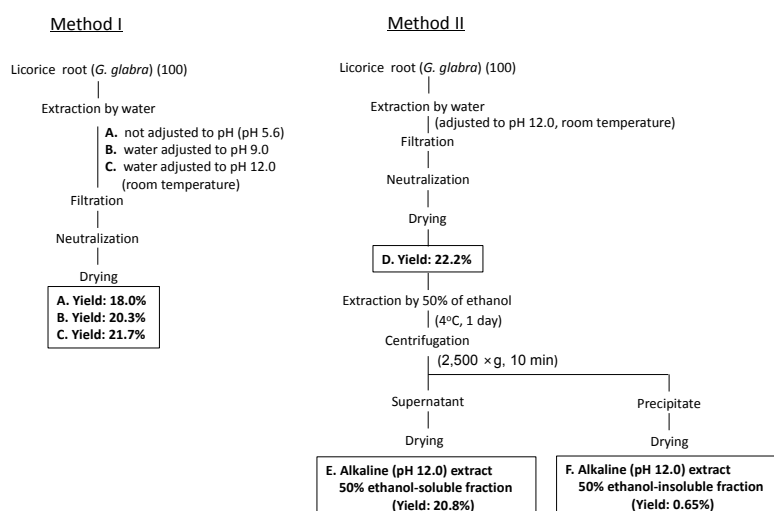 Method I
Licorice root (G. glabra) (100)
Extraction by water
A. not adjusted to pH (pH 5.6)
B. water adjusted to pH 9.0
C. water adjusted to pH 12.0
(room temperature)
Filtration
Neutralization
Drying
A. Yield: 18.0%
B. Yield: 20.3%
C. Yield: 21.7%
Method II
Licorice root (G. glabra) (100)
Extraction by water
(adjusted to pH 12.0, room temperature)
Filtration
Neutralization
Drying
D. Yield: 22.2%
Extraction by 50% of ethanol
(4°C, 1 day)
Centrifugation
(2,500 ×g, 10 min)
Supernatant
Drying
E. Alkaline (pH 12.0) extract
50% ethanol-soluble fraction
(Yield: 20.8%)
Precipitate
Drying
F. Alkaline (pH 12.0) extract
50% ethanol-insoluble fraction
(Yield: 0.65%)